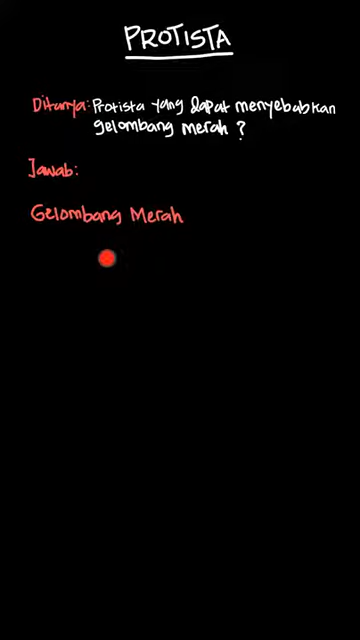 PROTISTA
Ditanya: Protista yang dapat menyebabkan
gelombang merah ?
Jawab:
Gelombang Merah